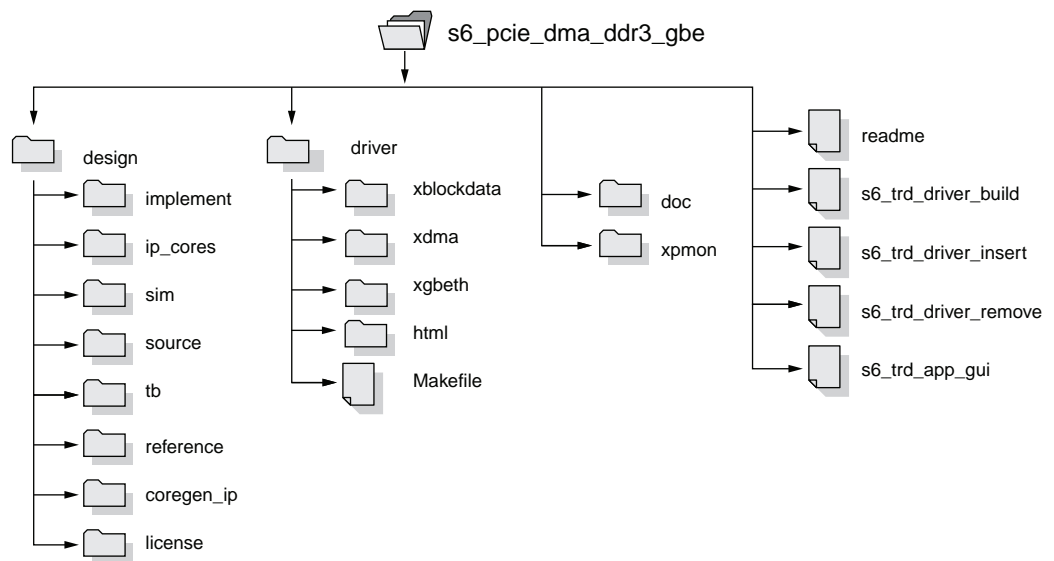 s6_pcie_dma_ddr3_gbe
design
implement
ip_cores
sim
source
tb
reference
coregen_ip
license
driver
xblockdata
xdma
xgbeth
html
Makefile
doc
xpmon
readme
s6_trd_driver_build
s6_trd_driver_insert
s6_trd_driver_remove
s6_trd_app_gui